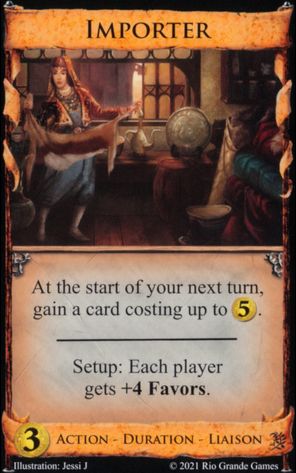 Importer
At the start of your next turn,
gain a card costing up to 5.
Setup: Each player
gets +4 Favors.
3 Action - Duration - Liaison
Illustration: Jessi J © 2021 Rio Grande Games